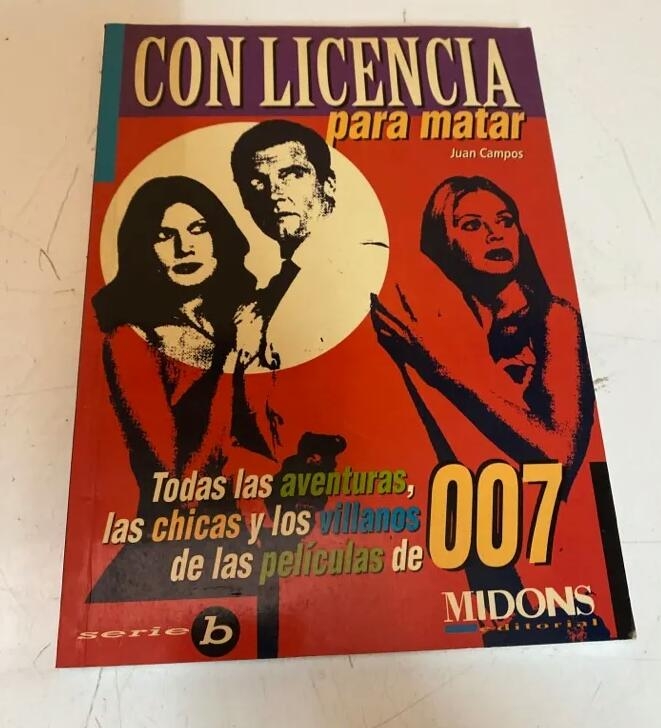 CON LICENCIA
para matar
Juan Campos
Todas las aventuras,
las chicas y los villanos
de las películas de
007
MIDONS
editorial
serie b